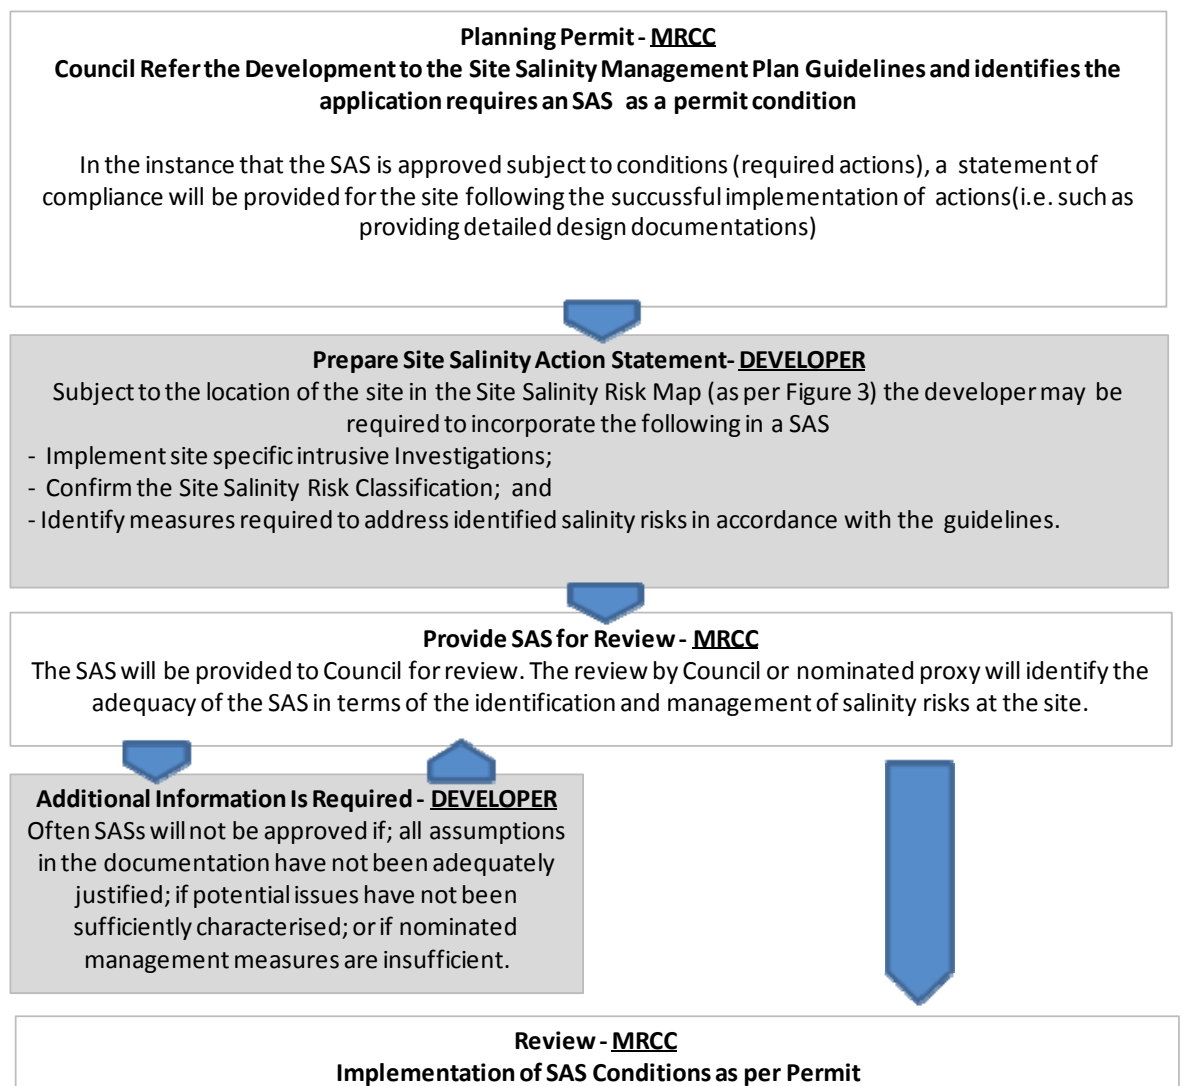 Planning Permit - MRCC
Council Refer the Development to the Site Salinity Management Plan Guidelines and identifies the
application requires an SAS as a permit condition
In the instance that the SAS is approved subject to conditions (required actions), a statement of
compliance will be provided for the site following the succussful implementation of actions(i.e. such as
providing detailed design documentations)
Prepare Site Salinity Action Statement- DEVELOPER
Subject to the location of the site in the Site Salinity Risk Map (as per Figure 3) the developer may be
required to incorporate the following in a SAS
- Implement site specific intrusive Investigations;
- Confirm the Site Salinity Risk Classification; and
- Identify measures required to address identified salinity risks in accordance with the guidelines.
Provide SAS for Review - MRCC
The SAS will be provided to Council for review. The review by Council or nominated proxy will identify the
adequacy of the SAS in terms of the identification and management of salinity risks at the site.
Additional Information Is Required - DEVELOPER
Often SASs will not be approved if; all assumptions
in the documentation have not been adequately
justified; if potential issues have not been
sufficiently characterised; or if nominated
management measures are insufficient.
Review - MRCC
Implementation of SAS Conditions as per Permit